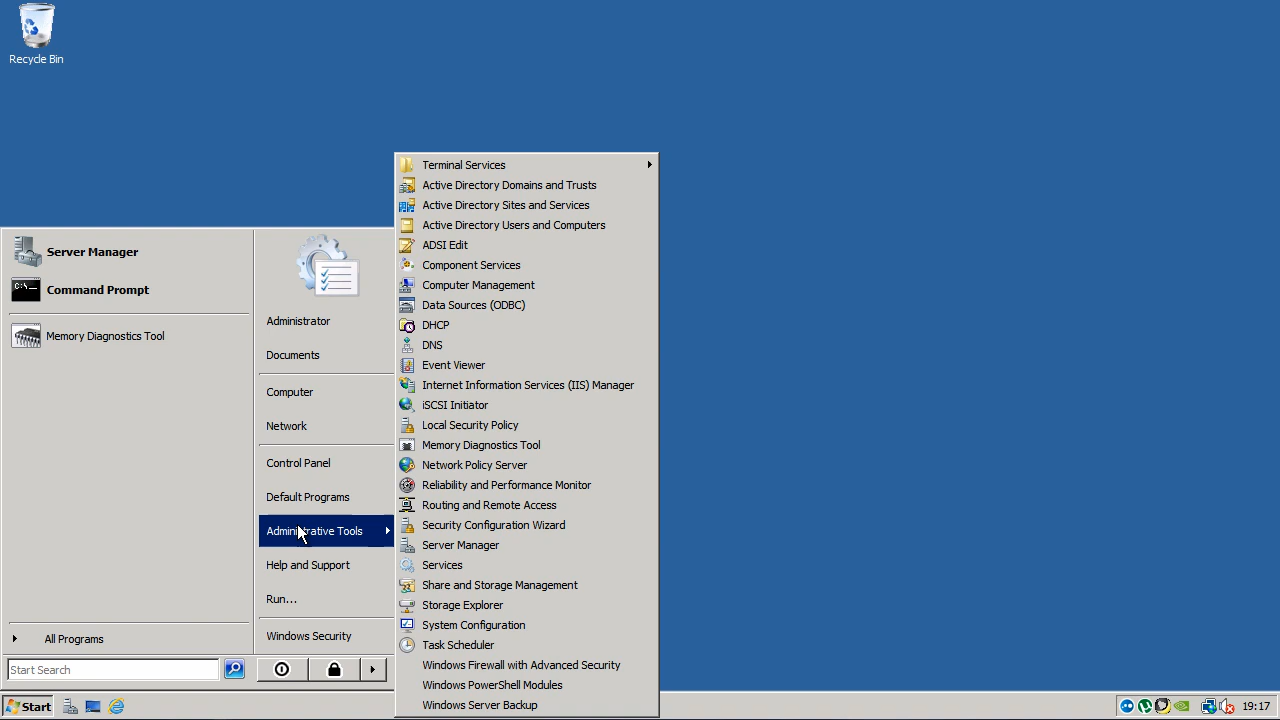 Recycle Bin
Server Manager
Command Prompt
Memory Diagnostics Tool
All Programs
Start Search
Administrator
Documents
Computer
Network
Control Panel
Default Programs
Administrative Tools
Help and Support
Run...
Windows Security
Terminal Services
Active Directory Domains and Trusts
Active Directory Sites and Services
Active Directory Users and Computers
ADSI Edit
Component Services
Computer Management
Data Sources (ODBC)
DHCP
DNS
Event Viewer
Internet Information Services (IIS) Manager
iSCSI Initiator
Local Security Policy
Memory Diagnostics Tool
Network Policy Server
Reliability and Performance Monitor
Routing and Remote Access
Security Configuration Wizard
Server Manager
Services
Share and Storage Management
Storage Explorer
System Configuration
Task Scheduler
Windows Firewall with Advanced Security
Windows PowerShell Modules
Windows Server Backup
Start
19:17